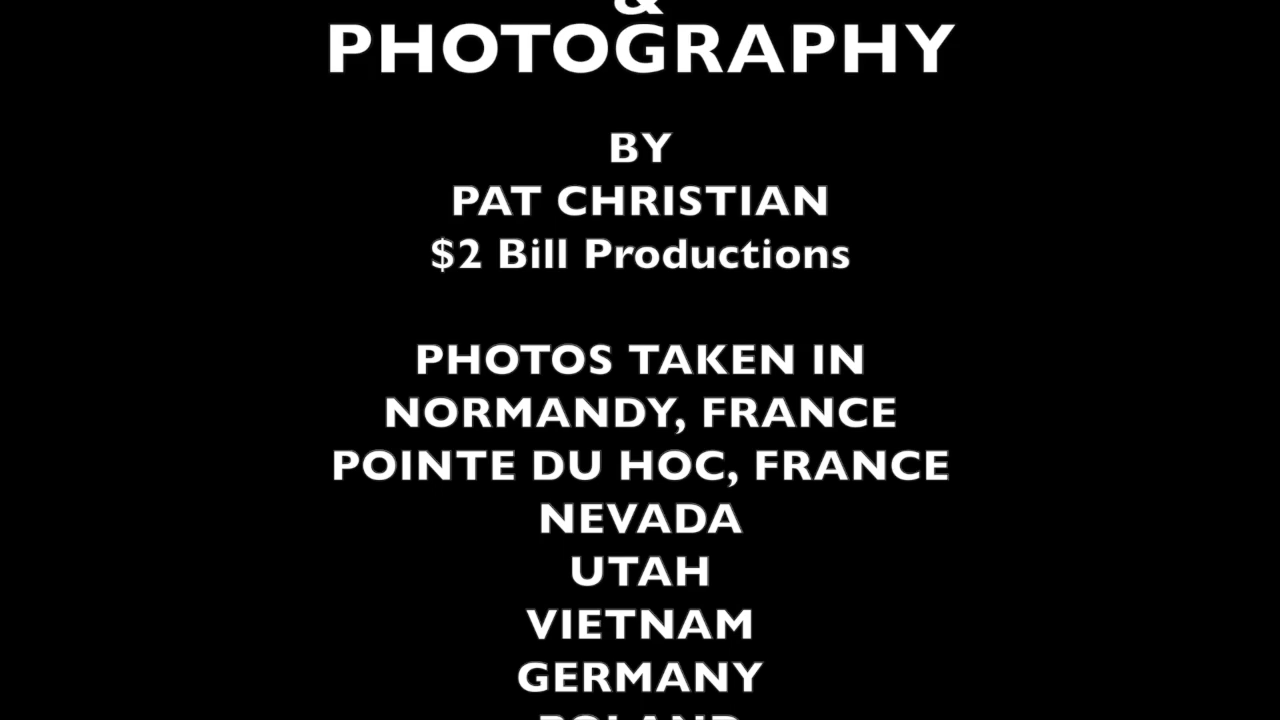 &
PHOTOGRAPHY
BY
PAT CHRISTIAN
$2 Bill Productions
PHOTOS TAKEN IN
NORMANDY, FRANCE
POINTE DU HOC, FRANCE
NEVADA
UTAH
VIETNAM
GERMANY
POLAND